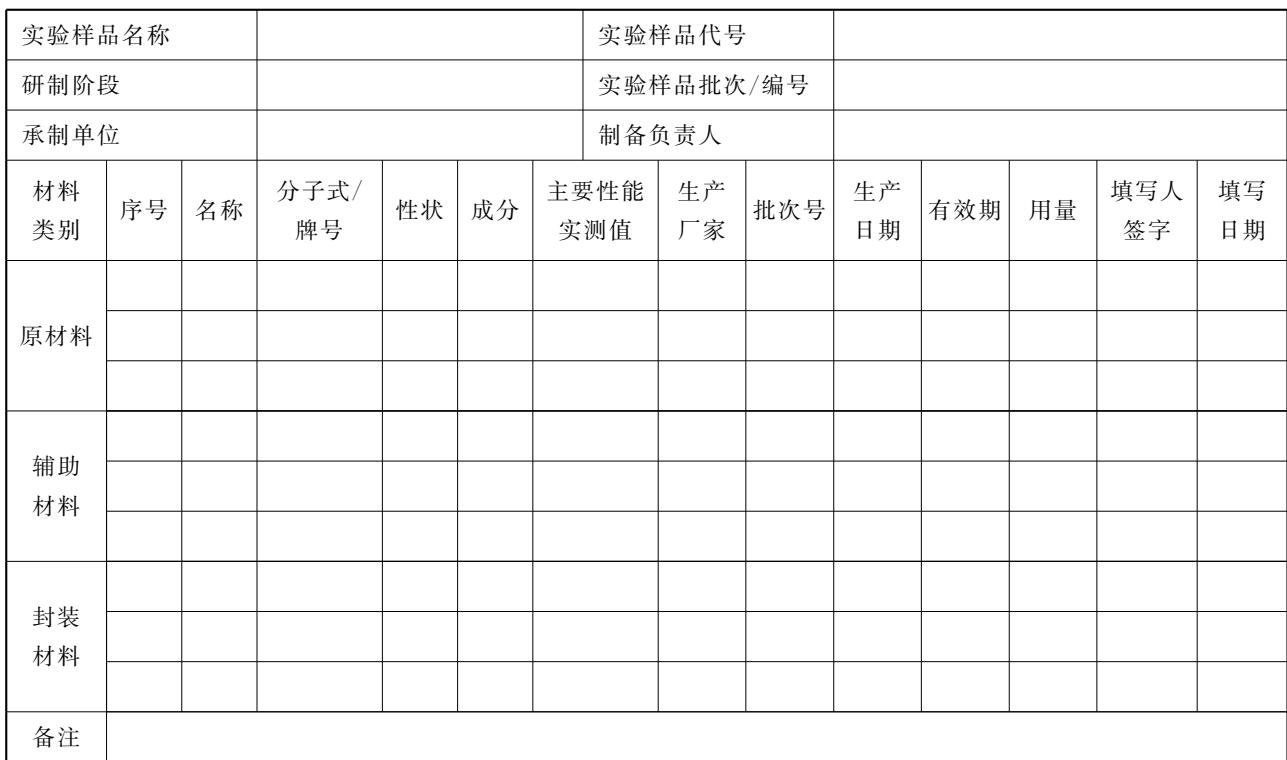 实验样品名称 实验样品代号
研制阶段 实验样品批次/编号
承制单位 制备负责人
材料
类别
序号
名称
分子式/
牌号
性状
成分
主要性能
实测值
生产
厂家
批次号
生产
日期
有效期
用量
填写人
签字
填写
日期
原材料
辅助
材料
封装
材料
备注